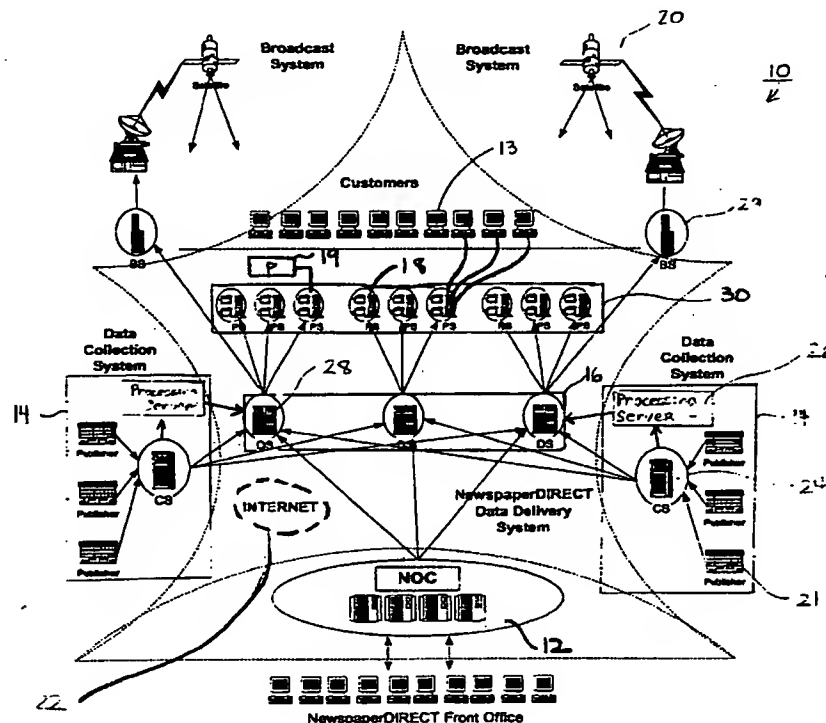 Broadcast
System
Satellite
Broadcast
System
Satellite
20
10
13
Customers
BS
BS
P
19
18
30
PS
PS
PS
PS
PS
PS
PS
PS
Data
Collection
System
Data
Collection
System
14
Processing
Server
28
16
Processing
Server
DS
DS
Publisher
Publisher
Publisher
CS
CS
24
Publisher
Publisher
Publisher
21
INTERNET
NewspaperDIRECT
Data Delivery
System
NOC
12
22
NewspaperDIRECT Front Office